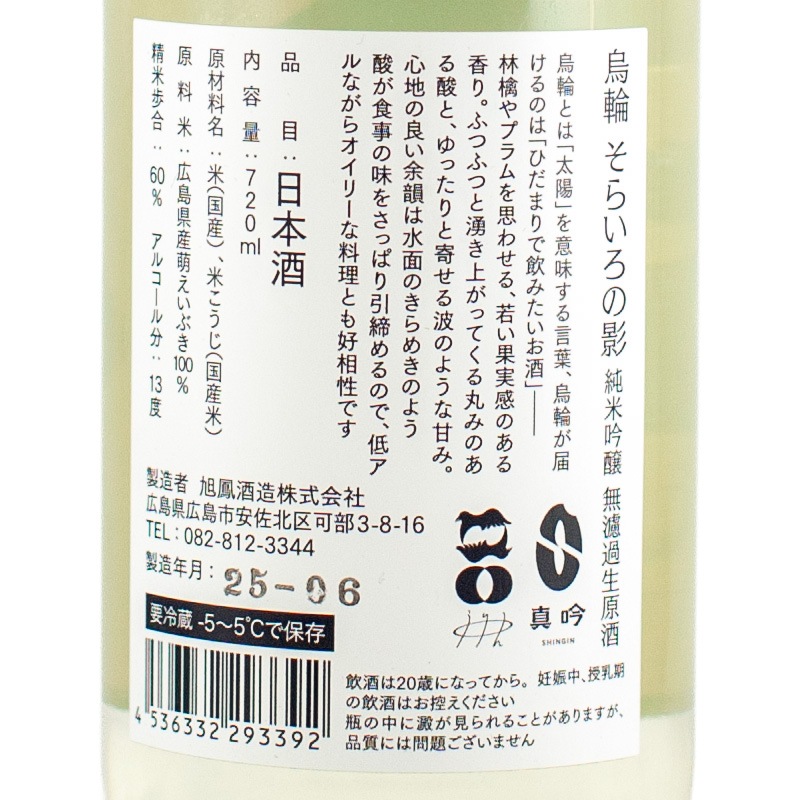 烏輪 そらいろの影 純米吟醸 無濾過生原酒
烏輪とは「太陽」を意味する言葉、烏輪が届
けるのは「ひだまりで飲みたいお酒」――
林檎やプラムを思わせる、若い果実感のある
香り。ふつふつと湧き上がってくる丸みのあ
る酸と、ゆったりと寄せる波のような甘み。
心地の良い余韻は水面のきらめきのよう
酸が食事の味をさっぱり引締めるので、低ア
ルながらオイリーな料理とも好相性です
品目：日本酒
内容量：720ml
原材料名：米(国産)、米こうじ(国産米)
原料米：広島県産萌えいぶき100%
精米歩合：60% アルコール分：13度
製造者 旭鳳酒造株式会社
広島県広島市安佐北区可部3-8-16
TEL：082-812-3344
製造年月：25-06
要冷蔵 -5〜5℃で保存
4 536332 293392
真吟
SHINGIN
飲酒は20歳になってから。妊娠中、授乳期
の飲酒はお控えください
瓶の中に澱が見られることがありますが、
品質には問題ございません